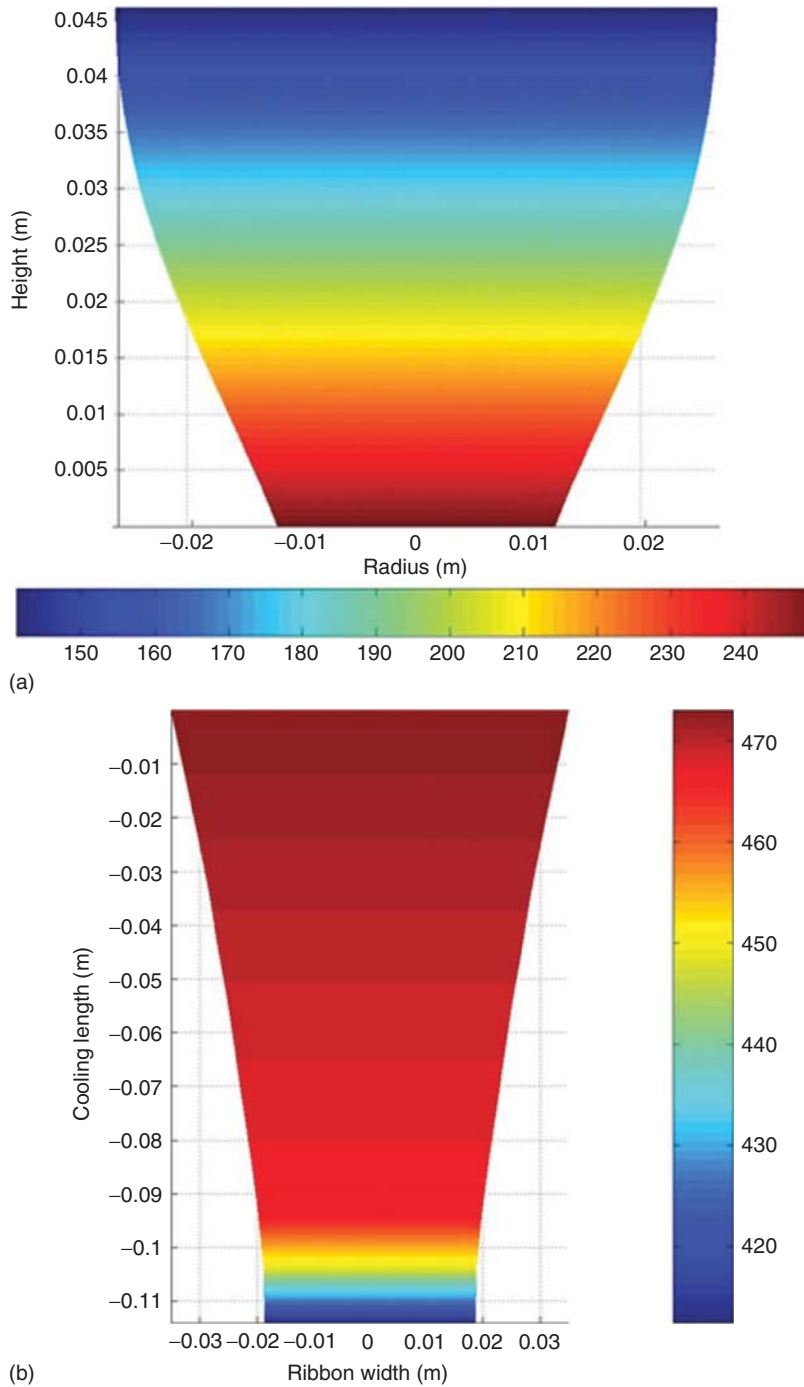 0.045
0.04
0.035
0.03
0.025
0.02
0.015
0.01
0.005
Height (m)
−0.02 −0.01 0 0.01 0.02
Radius (m)
150 160 170 180 190 200 210 220 230 240
(a)
−0.01
−0.02
−0.03
−0.04
−0.05
−0.06
−0.07
−0.08
−0.09
−0.1
−0.11
Cooling length (m)
−0.03 −0.02 −0.01 0 0.01 0.02 0.03
Ribbon width (m)
470
460
450
440
430
420
(b)